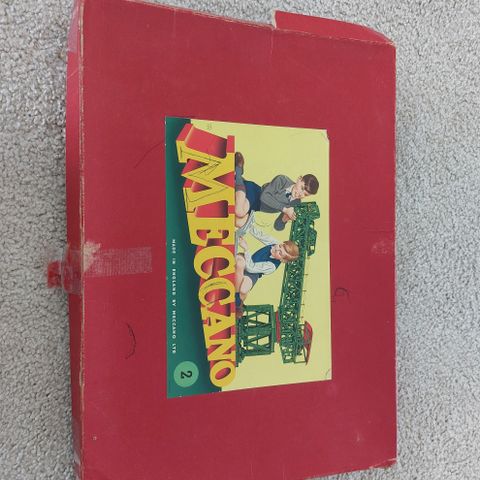 MECCANO
MADE IN ENGLAND BY MECCANO LTD
2